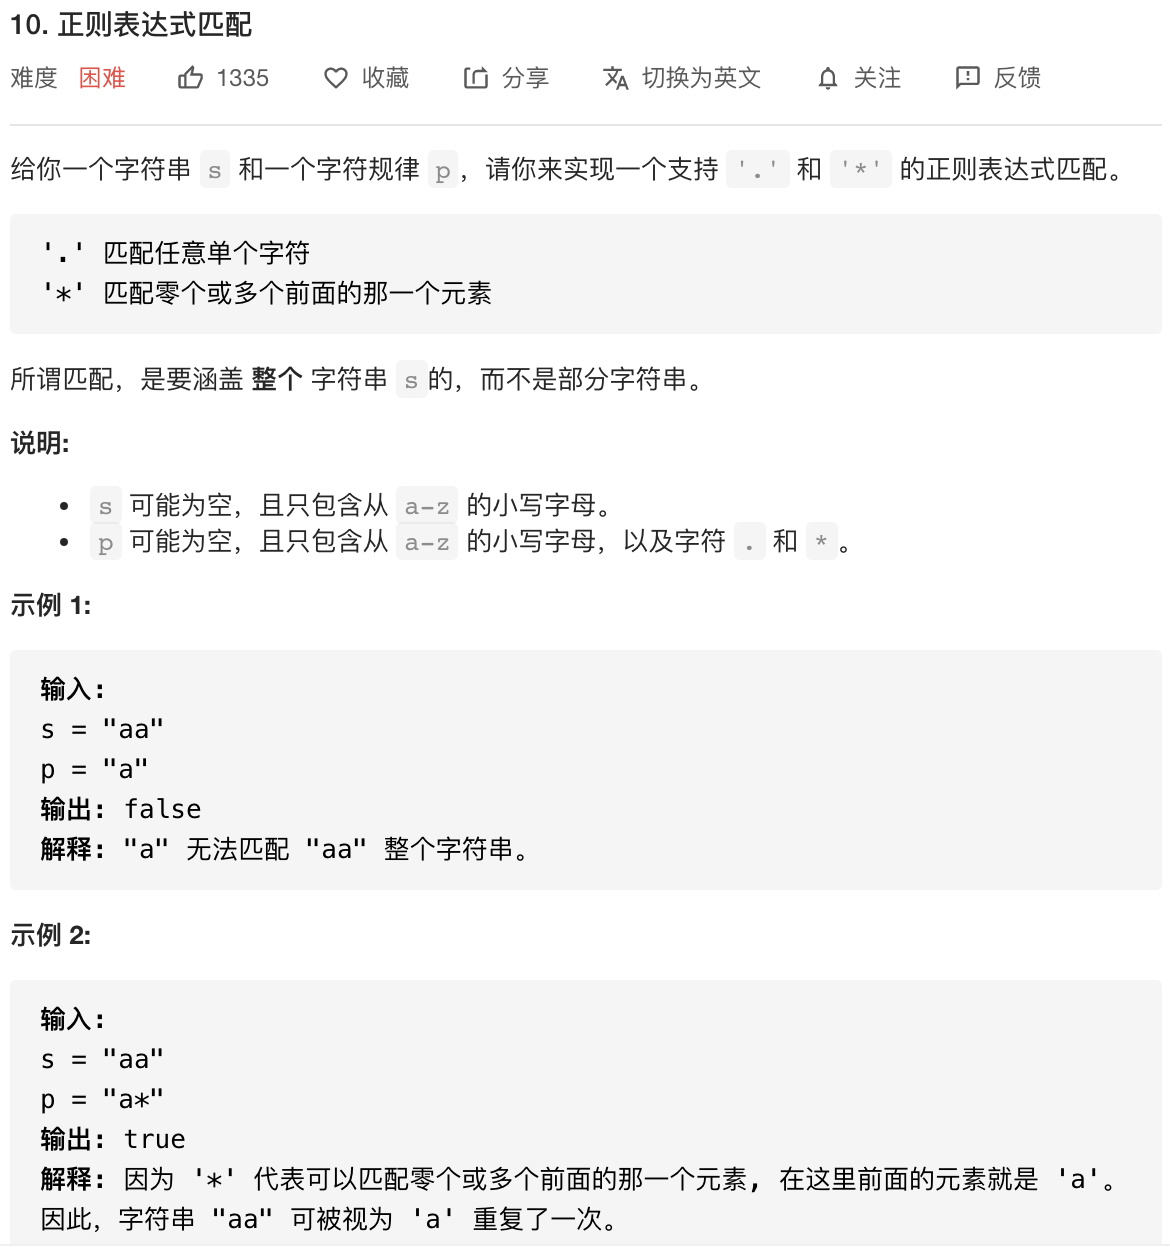 10. 正则表达式匹配
难度 困难 1335 收藏 分享 切换为英文 关注 反馈
给你一个字符串 s 和一个字符规律 p，请你来实现一个支持 '.' 和 '*' 的正则表达式匹配。
'.' 匹配任意单个字符
'*' 匹配零个或多个前面的那一个元素
所谓匹配，是要涵盖 整个 字符串 s的，而不是部分字符串。
说明:
• s 可能为空，且只包含从 a-z 的小写字母。
• p 可能为空，且只包含从 a-z 的小写字母，以及字符 . 和 *。
示例 1:
输入:
s = "aa"
p = "a"
输出: false
解释: "a" 无法匹配 "aa" 整个字符串。
示例 2:
输入:
s = "aa"
p = "a*"
输出: true
解释: 因为 '*' 代表可以匹配零个或多个前面的那一个元素, 在这里前面的元素就是 'a'。
因此，字符串 "aa" 可被视为 'a' 重复了一次。